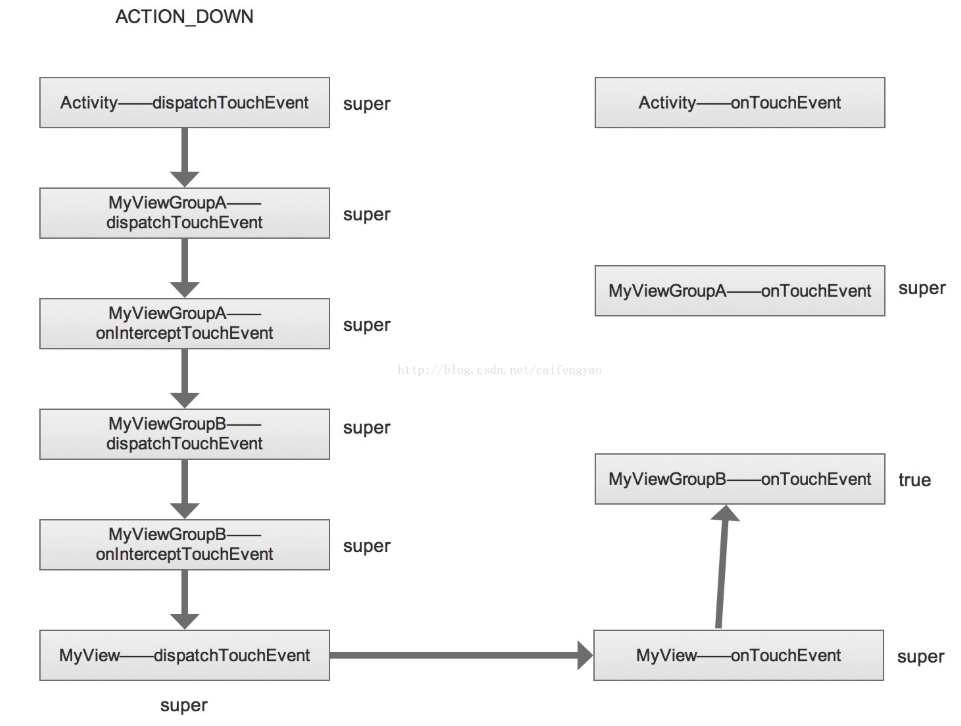 ACTION_DOWN
Activity——dispatchTouchEvent
super
Activity——onTouchEvent
MyViewGroupA——
dispatchTouchEvent
super
MyViewGroupA——
onInterceptTouchEvent
super
MyViewGroupA——onTouchEvent
super
http://blog.csdn.net/caifengyao
MyViewGroupB——
dispatchTouchEvent
super
MyViewGroupB——onTouchEvent
true
MyViewGroupB——
onInterceptTouchEvent
super
MyView——dispatchTouchEvent
super
MyView——onTouchEvent
super